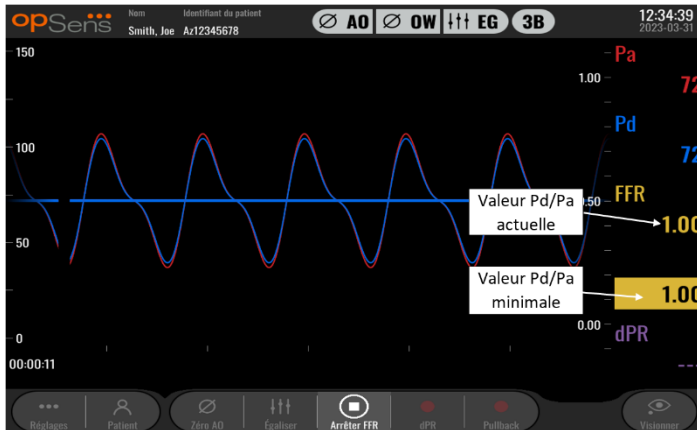 opSens
Nom
Smith, Joe
Identifiant du patient
Az12345678
AO
OW
EG
3B
12:34:39
2023-03-31
150
100
50
0
1.00
0.50
0.00
Pa
72
Pd
72
FFR
Valeur Pd/Pa
actuelle
1.00
Valeur Pd/Pa
minimale
1.00
dPR
---
00:00:11
Réglages
Patient
Zéro AO
Égaliser
Arrêter FFR
dPR
Pullback
Visionner